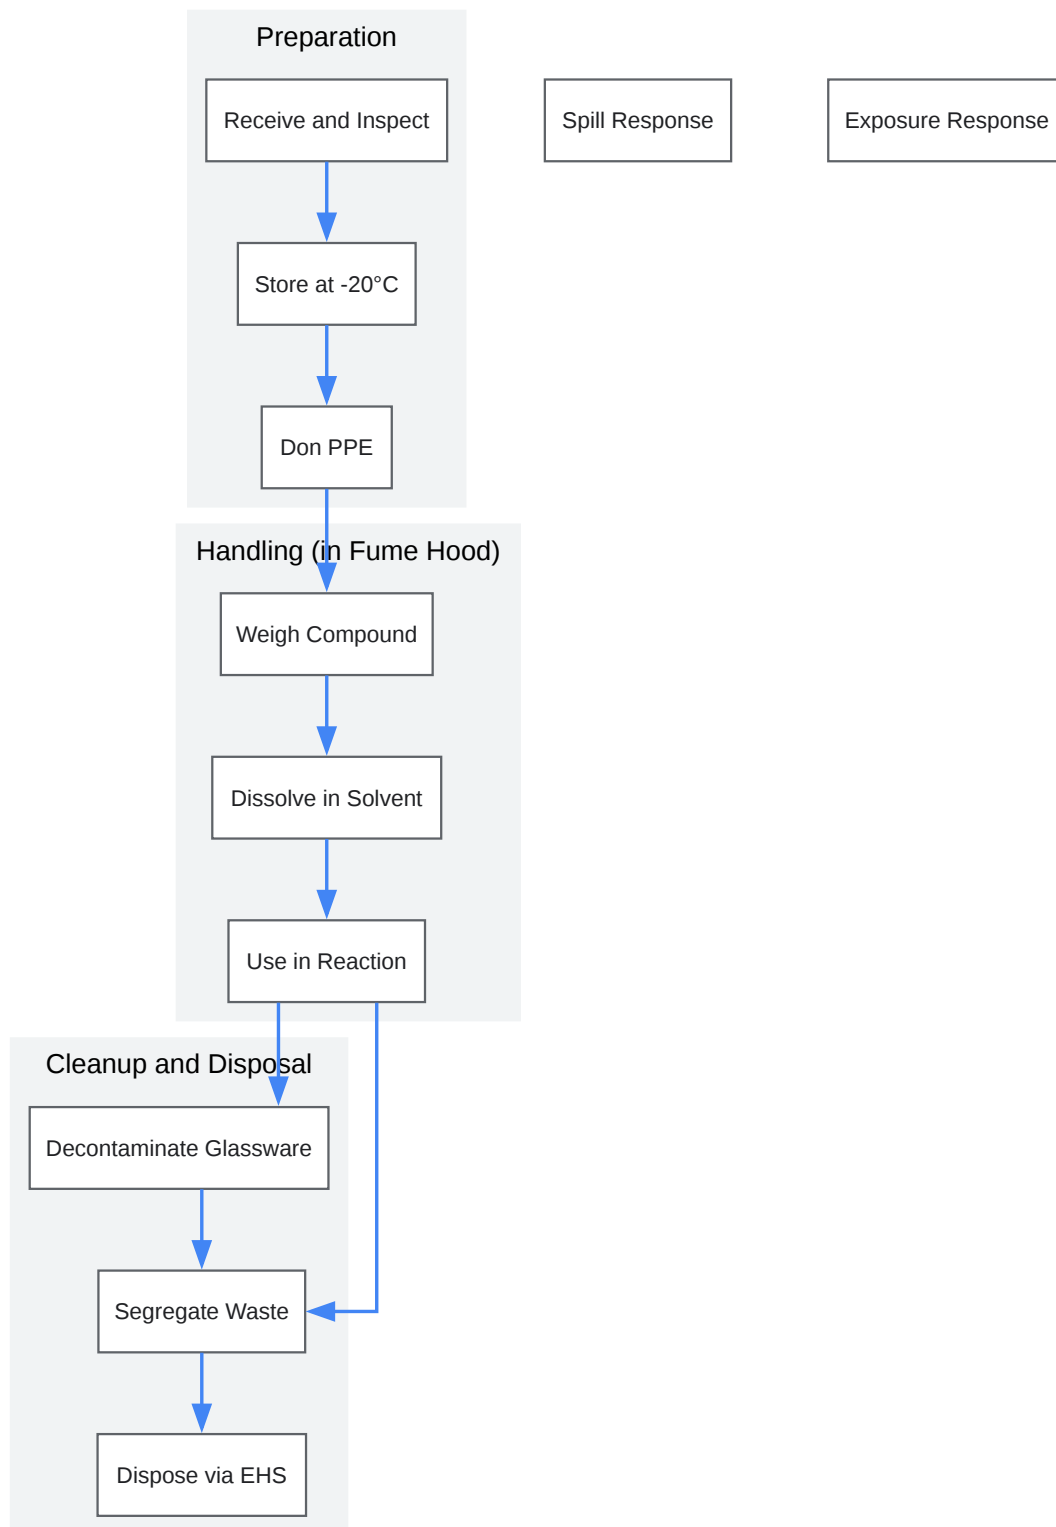 Preparation
Receive and Inspect
Spill Response
Exposure Response
Store at -20°C
Don PPE
Handling (in Fume Hood)
Weigh Compound
Dissolve in Solvent
Use in Reaction
Cleanup and Disposal
Decontaminate Glassware
Segregate Waste
Dispose via EHS